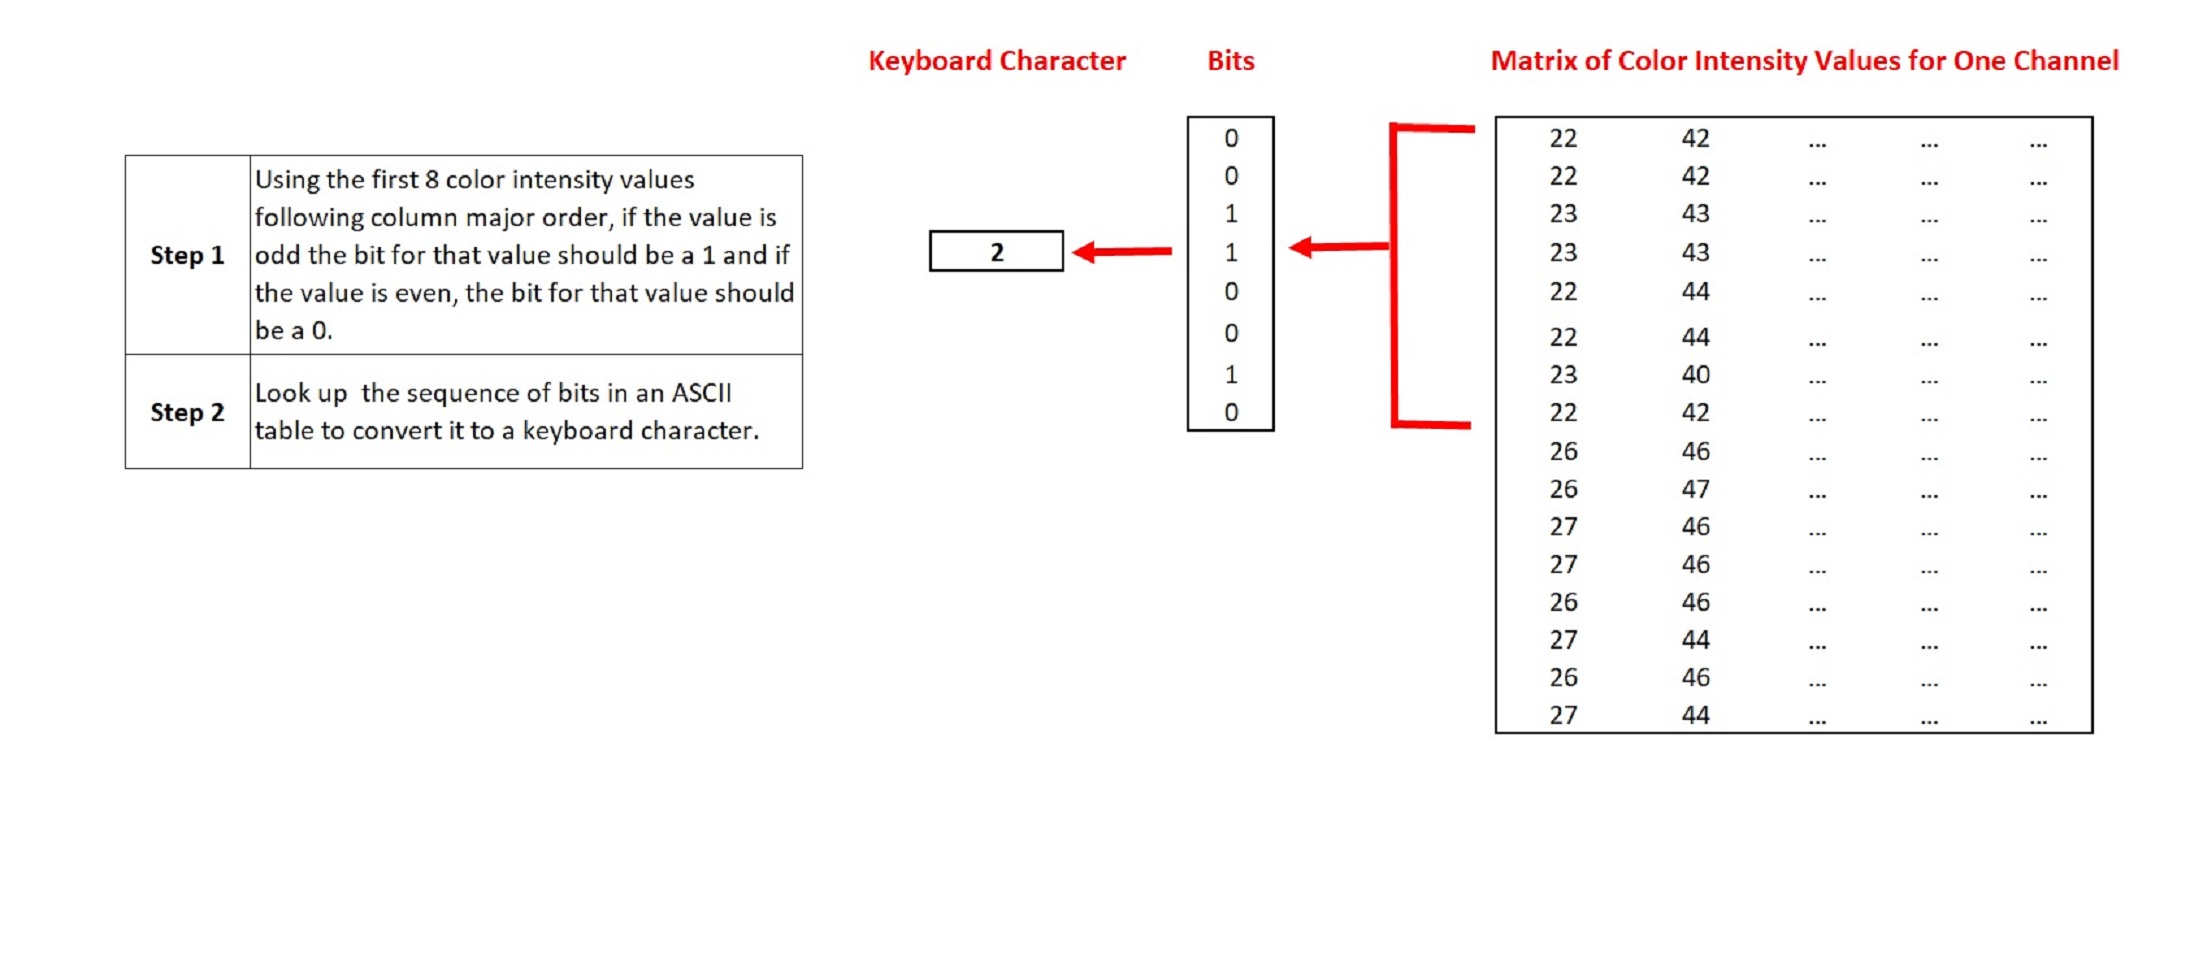 Keyboard Character Bits Matrix of Color Intensity Values for One Channel
Step 1
Using the first 8 color intensity values
following column major order, if the value is
odd the bit for that value should be a 1 and if
the value is even, the bit for that value should
be a 0.
Step 2
Look up  the sequence of bits in an ASCII
table to convert it to a keyboard character.
2
0
0
1
1
0
0
1
0
22 42 ... ... ...
22 42 ... ... ...
23 43 ... ... ...
23 43 ... ... ...
22 44 ... ... ...
22 44 ... ... ...
23 40 ... ... ...
22 42 ... ... ...
26 46 ... ... ...
26 47 ... ... ...
27 46 ... ... ...
27 46 ... ... ...
26 46 ... ... ...
27 44 ... ... ...
26 46 ... ... ...
27 44 ... ... ...